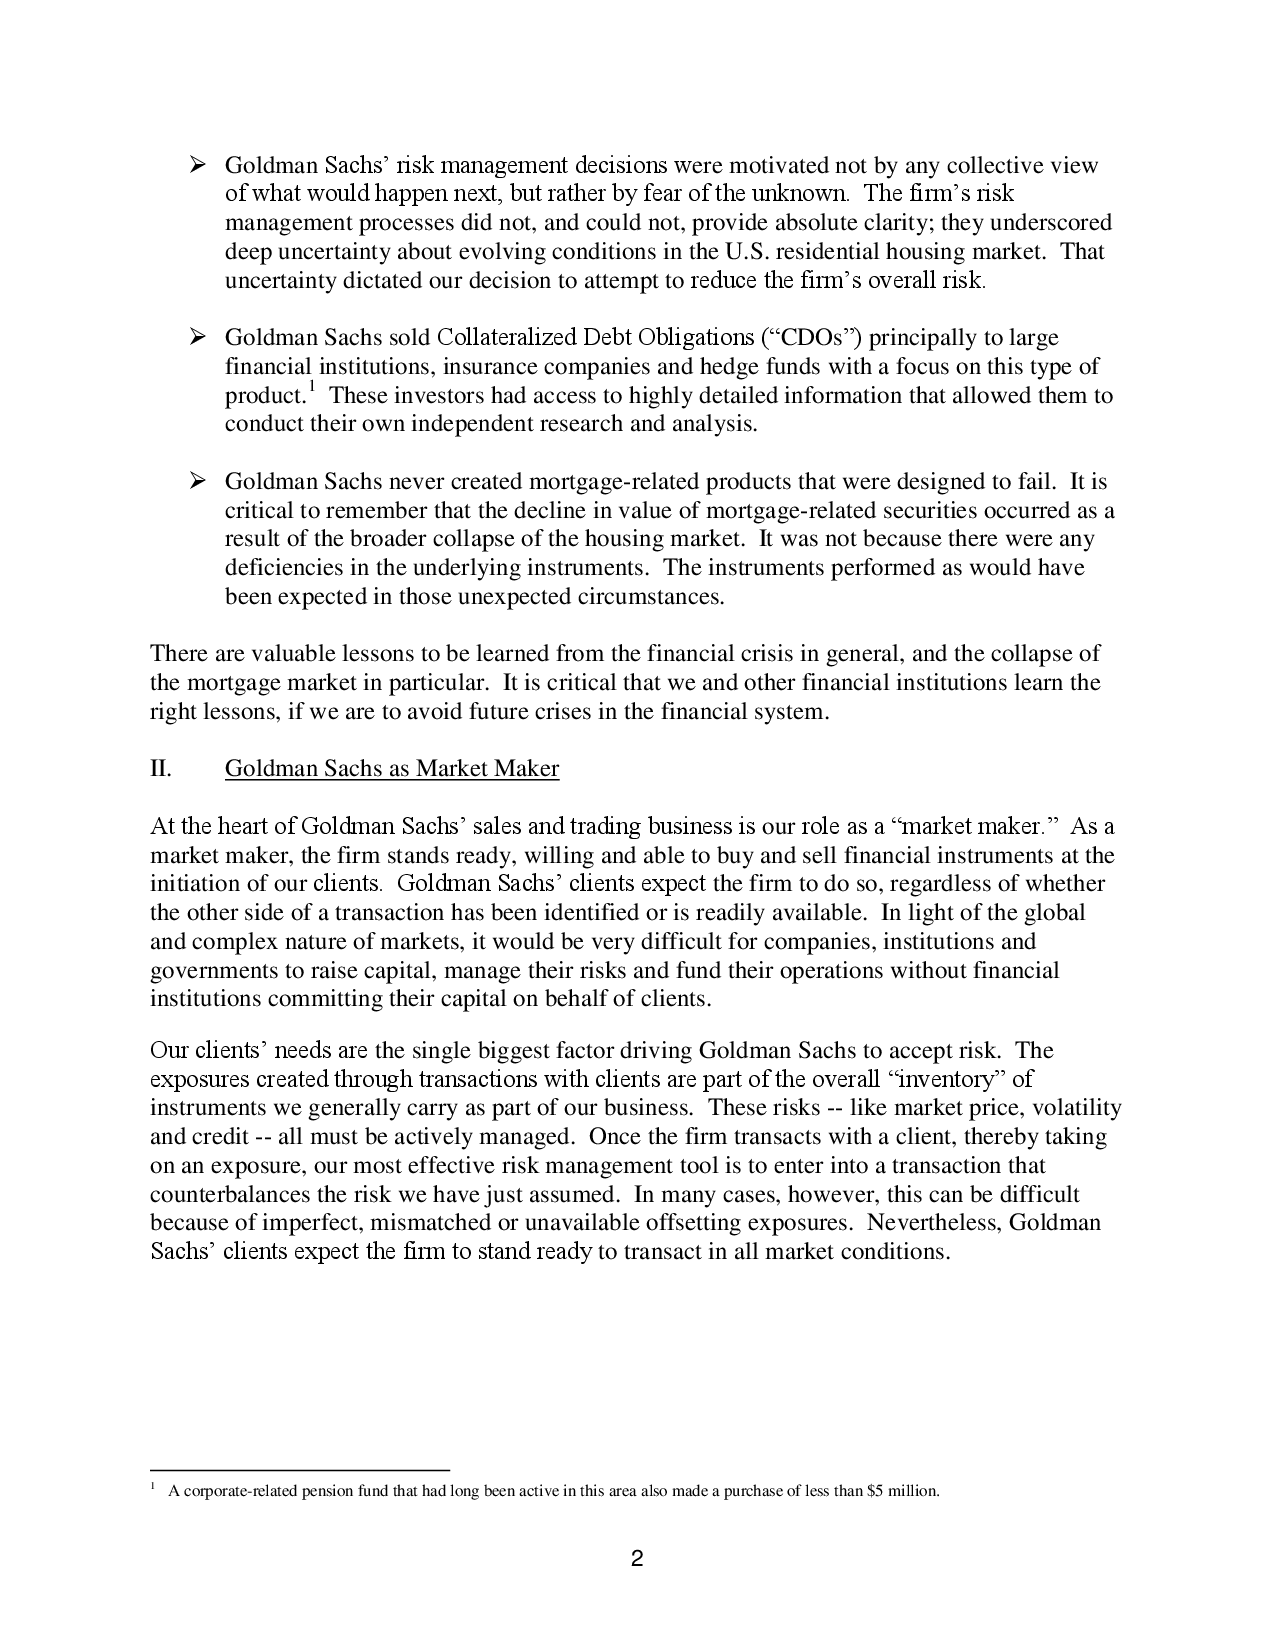 ➢ Goldman Sachs’ risk management decisions were motivated not by any collective view
of what would happen next, but rather by fear of the unknown.  The firm’s risk
management processes did not, and could not, provide absolute clarity; they underscored
deep uncertainty about evolving conditions in the U.S. residential housing market.  That
uncertainty dictated our decision to attempt to reduce the firm’s overall risk.
➢ Goldman Sachs sold Collateralized Debt Obligations (“CDOs”) principally to large
financial institutions, insurance companies and hedge funds with a focus on this type of
product.1  These investors had access to highly detailed information that allowed them to
conduct their own independent research and analysis.
➢ Goldman Sachs never created mortgage-related products that were designed to fail.  It is
critical to remember that the decline in value of mortgage-related securities occurred as a
result of the broader collapse of the housing market.  It was not because there were any
deficiencies in the underlying instruments.  The instruments performed as would have
been expected in those unexpected circumstances.
There are valuable lessons to be learned from the financial crisis in general, and the collapse of
the mortgage market in particular.  It is critical that we and other financial institutions learn the
right lessons, if we are to avoid future crises in the financial system.
II. Goldman Sachs as Market Maker
At the heart of Goldman Sachs’ sales and trading business is our role as a “market maker.”  As a
market maker, the firm stands ready, willing and able to buy and sell financial instruments at the
initiation of our clients.  Goldman Sachs’ clients expect the firm to do so, regardless of whether
the other side of a transaction has been identified or is readily available.  In light of the global
and complex nature of markets, it would be very difficult for companies, institutions and
governments to raise capital, manage their risks and fund their operations without financial
institutions committing their capital on behalf of clients.
Our clients’ needs are the single biggest factor driving Goldman Sachs to accept risk.  The
exposures created through transactions with clients are part of the overall “inventory” of
instruments we generally carry as part of our business.  These risks -- like market price, volatility
and credit -- all must be actively managed.  Once the firm transacts with a client, thereby taking
on an exposure, our most effective risk management tool is to enter into a transaction that
counterbalances the risk we have just assumed.  In many cases, however, this can be difficult
because of imperfect, mismatched or unavailable offsetting exposures.  Nevertheless, Goldman
Sachs’ clients expect the firm to stand ready to transact in all market conditions.
1 A corporate-related pension fund that had long been active in this area also made a purchase of less than $5 million.
2